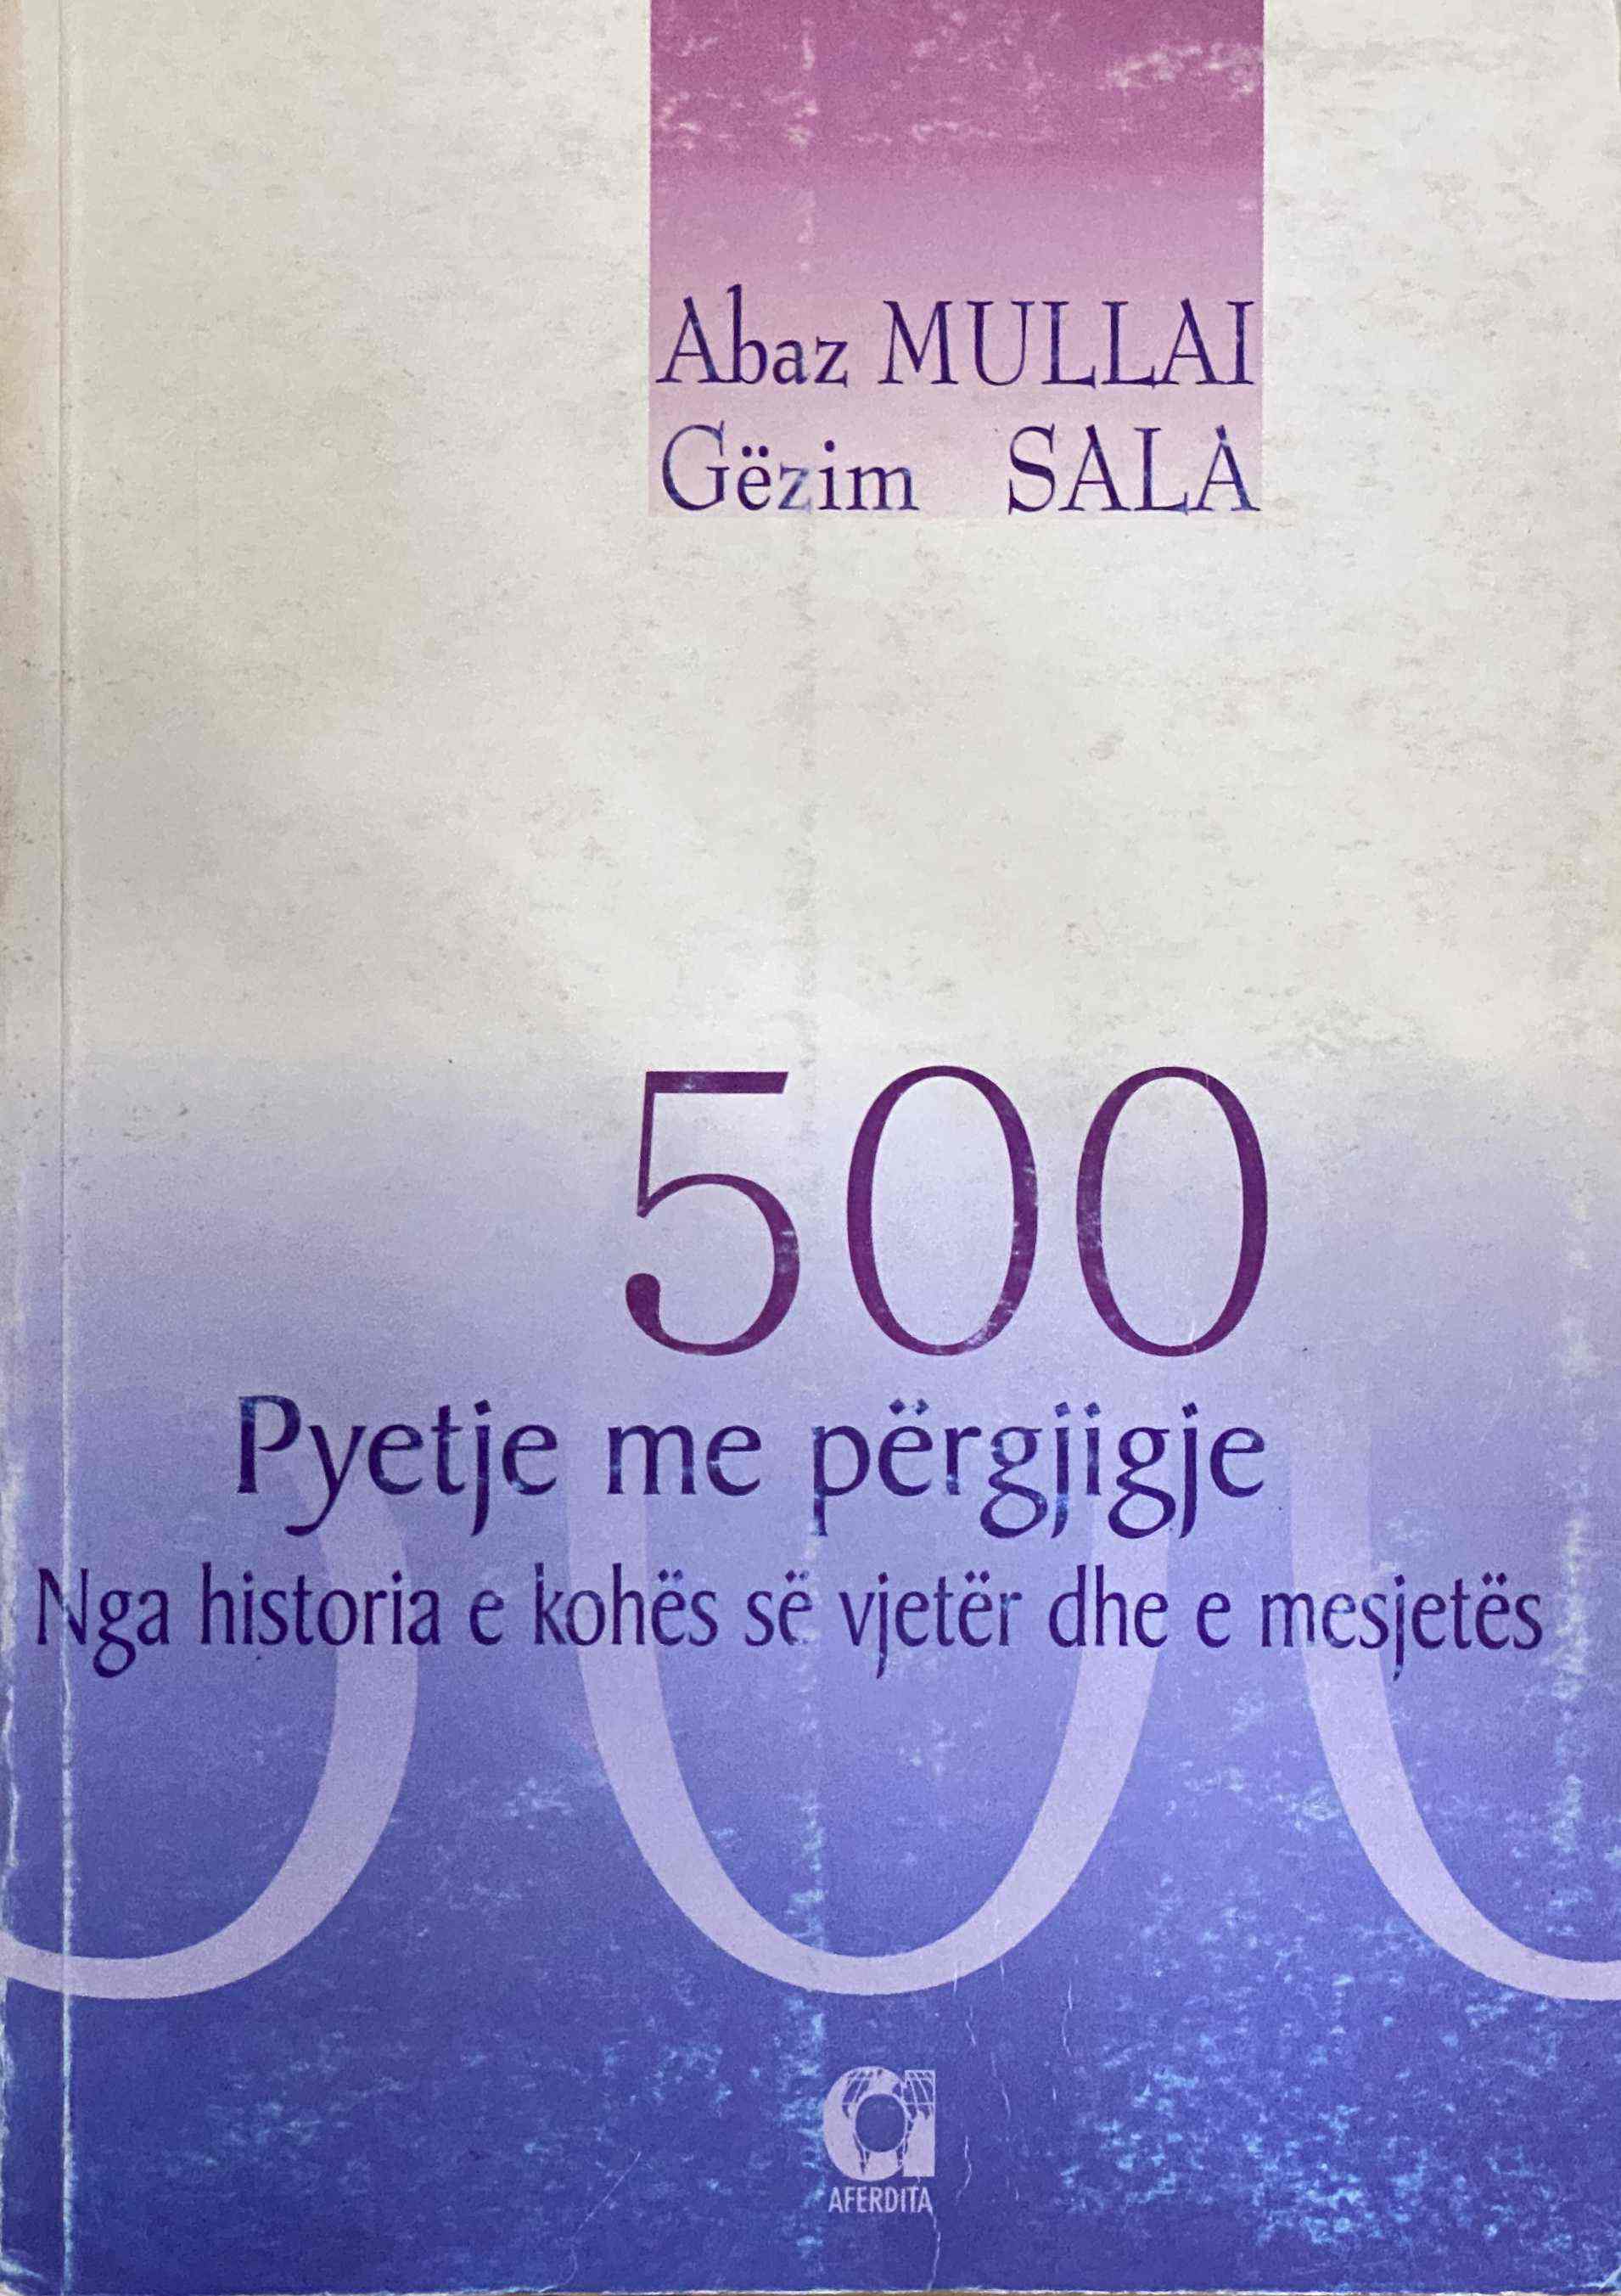 Abaz MULLAI
Gëzim SALA
500
Pyetje me përgjigje
Nga historia e kohës së vjetër dhe e mesjetës
AFERDITA